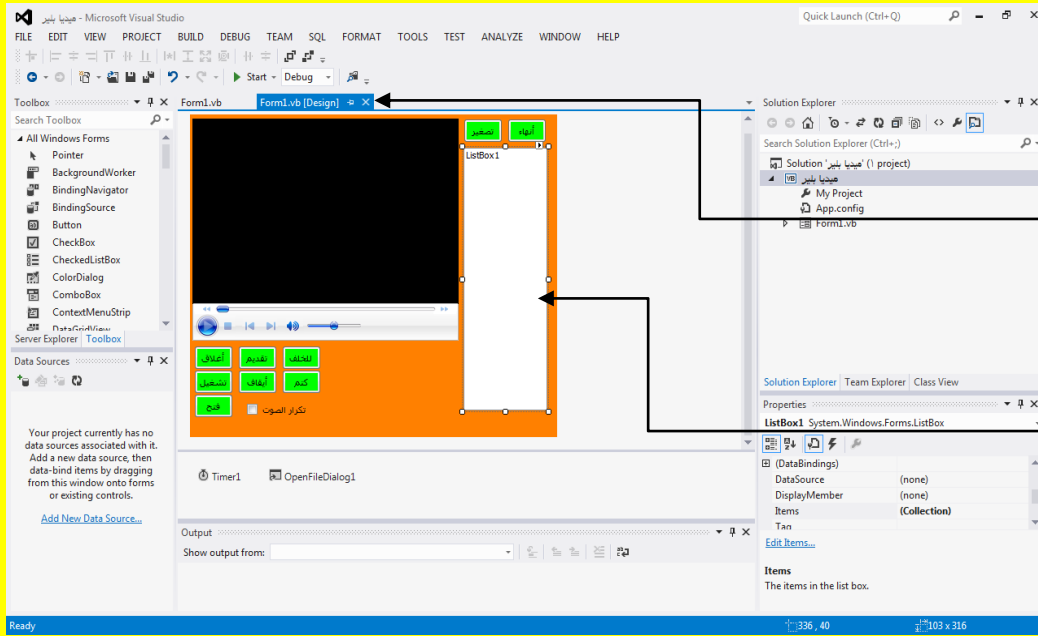 ميديا بلير - Microsoft Visual Studio
Quick Launch (Ctrl+Q)
FILE EDIT VIEW PROJECT BUILD DEBUG TEAM SQL FORMAT TOOLS TEST ANALYZE WINDOW HELP
Start Debug
Toolbox
Search Toolbox
All Windows Forms
Pointer
BackgroundWorker
BindingNavigator
BindingSource
Button
CheckBox
CheckedListBox
ColorDialog
ComboBox
ContextMenuStrip
DataGridView
Server Explorer Toolbox
Data Sources
Your project currently has no
data sources associated with it.
Add a new data source, then
data-bind items by dragging
from this window onto forms
or existing controls.
Add New Data Source...
Form1.vb Form1.vb [Design]
أنهاء
تصغير
ListBox1
للخلف
تقديم
أغلاق
كتم
أيقاف
تشغيل
فتح
تكرار الصوت
Timer1 OpenFileDialog1
Output
Show output from:
Solution Explorer
Search Solution Explorer (Ctrl+;)
Solution 'ميديا بلير' (١ project)
VB ميديا بلير
My Project
App.config
Form1.vb
Solution Explorer Team Explorer Class View
Properties
ListBox1 System.Windows.Forms.ListBox
(DataBindings)
DataSource (none)
DisplayMember (none)
Items (Collection)
Tag
Edit Items...
Items
The items in the list box.
Ready
336 , 40
103 x 316